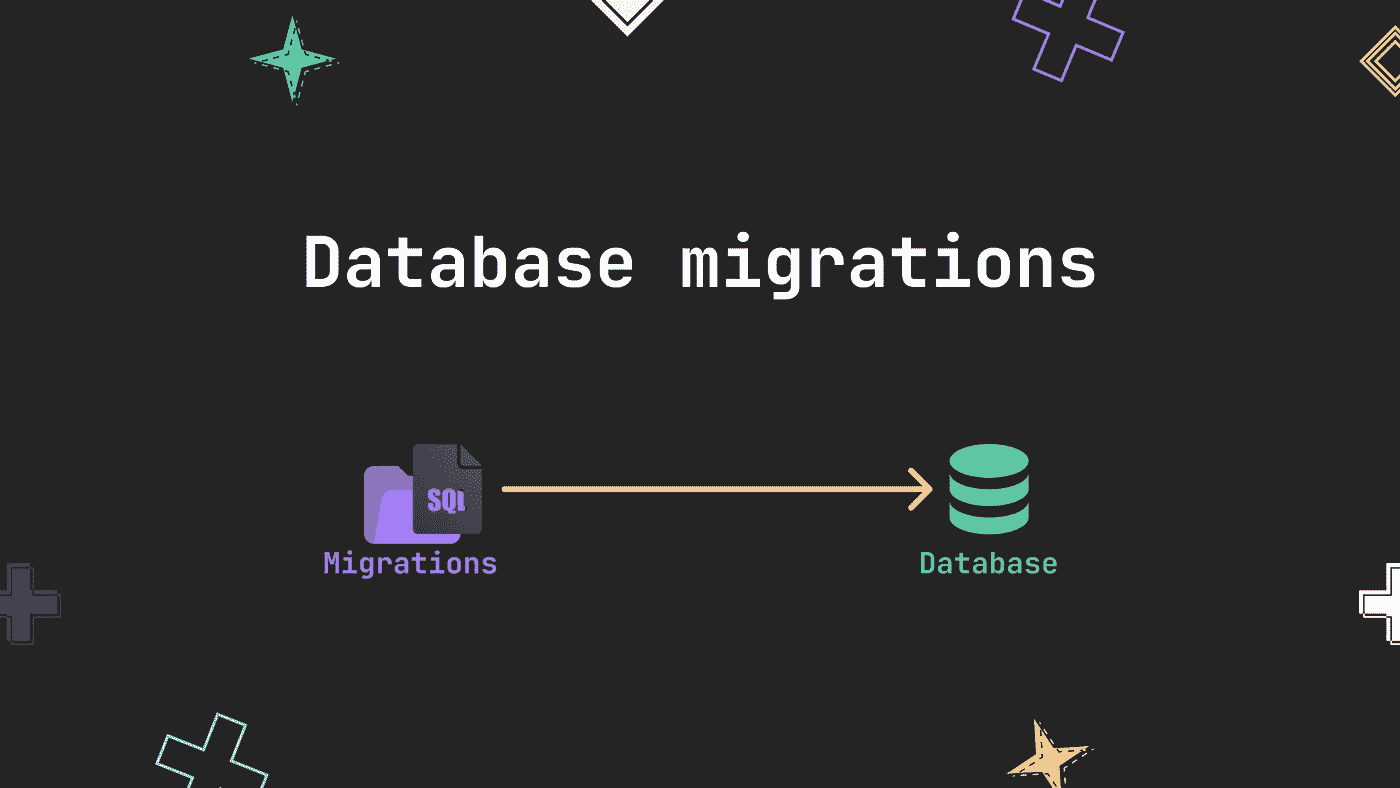 Database migrations
SQL
Migrations
Database